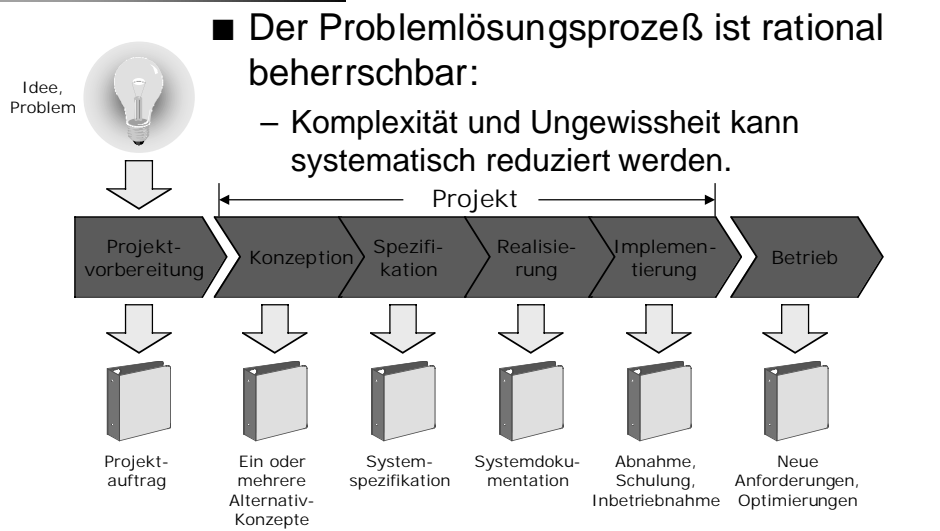 ■ Der Problemlösungsprozeß ist rational
beherrschbar:
– Komplexität und Ungewissheit kann
systematisch reduziert werden.
Idee,
Problem
Projekt
Projekt-
vorbereitung
Konzeption
Spezifi-
kation
Realisie-
rung
Implemen-
tierung
Betrieb
Projekt-
auftrag
Ein oder
mehrere
Alternativ-
Konzepte
System-
spezifikation
Systemdoku-
mentation
Abnahme,
Schulung,
Inbetriebnahme
Neue
Anforderungen,
Optimierungen